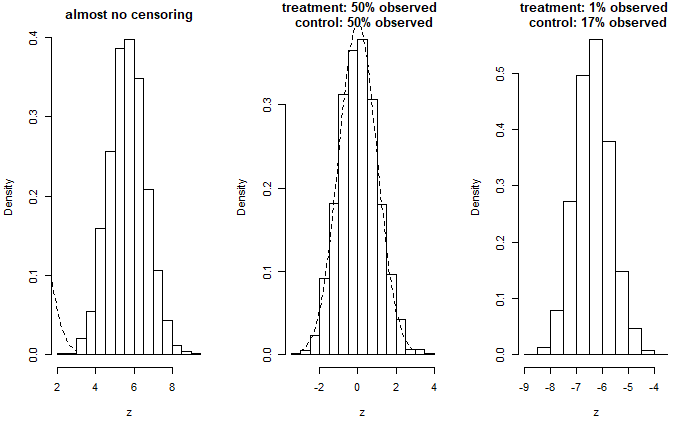 almost no censoring
Density
0.0
0.1
0.2
0.3
0.4
2 4 6 8
z
treatment: 50% observed
control: 50% observed
Density
0.0
0.1
0.2
0.3
-2 0 2 4
z
treatment: 1% observed
control: 17% observed
Density
0.0
0.1
0.2
0.3
0.4
0.5
-9 -8 -7 -6 -5 -4
z